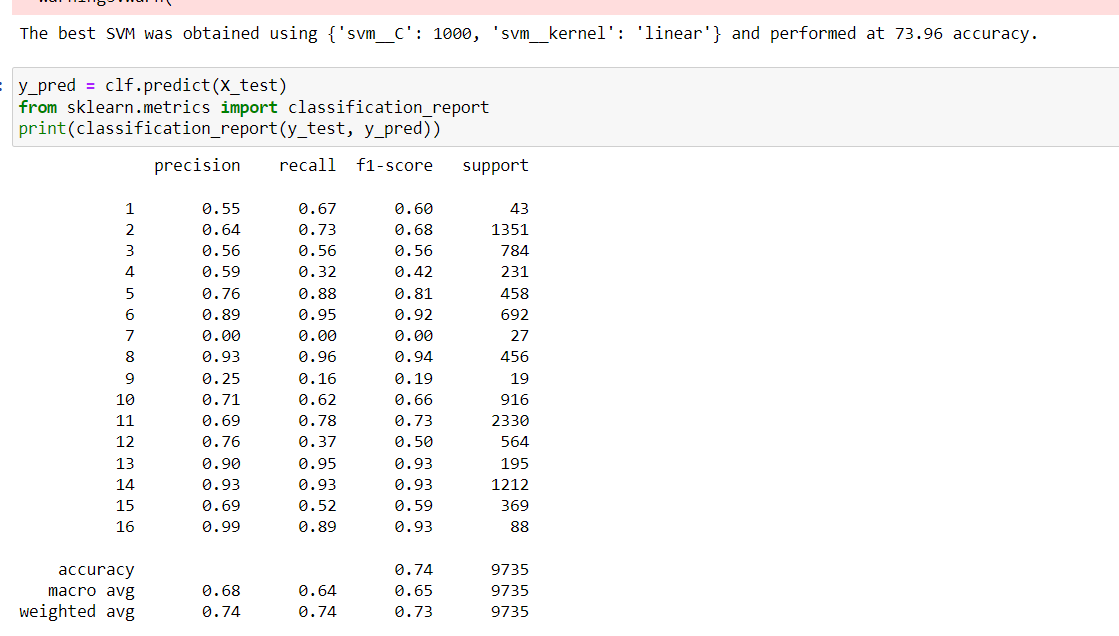 The best SVM was obtained using {'svm__C': 1000, 'svm__kernel': 'linear'} and performed at 73.96 accuracy.
y_pred = clf.predict(X_test)
from sklearn.metrics import classification_report
print(classification_report(y_test, y_pred))
precision recall f1-score support
1 0.55 0.67 0.60 43
2 0.64 0.73 0.68 1351
3 0.56 0.56 0.56 784
4 0.59 0.32 0.42 231
5 0.76 0.88 0.81 458
6 0.89 0.95 0.92 692
7 0.00 0.00 0.00 27
8 0.93 0.96 0.94 456
9 0.25 0.16 0.19 19
10 0.71 0.62 0.66 916
11 0.69 0.78 0.73 2330
12 0.76 0.37 0.50 564
13 0.90 0.95 0.93 195
14 0.93 0.93 0.93 1212
15 0.69 0.52 0.59 369
16 0.99 0.89 0.93 88
accuracy 0.74 9735
macro avg 0.68 0.64 0.65 9735
weighted avg 0.74 0.74 0.73 9735